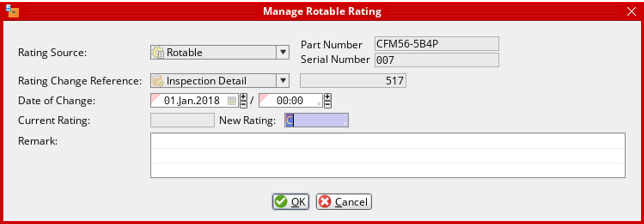 Manage Rotable Rating
Rating Source: Rotable Part Number CFM56-5B4P
Serial Number 007
Rating Change Reference: Inspection Detail 517
Date of Change: 01.Jan.2018 / 00:00
Current Rating: New Rating: C
Remark:
OK Cancel